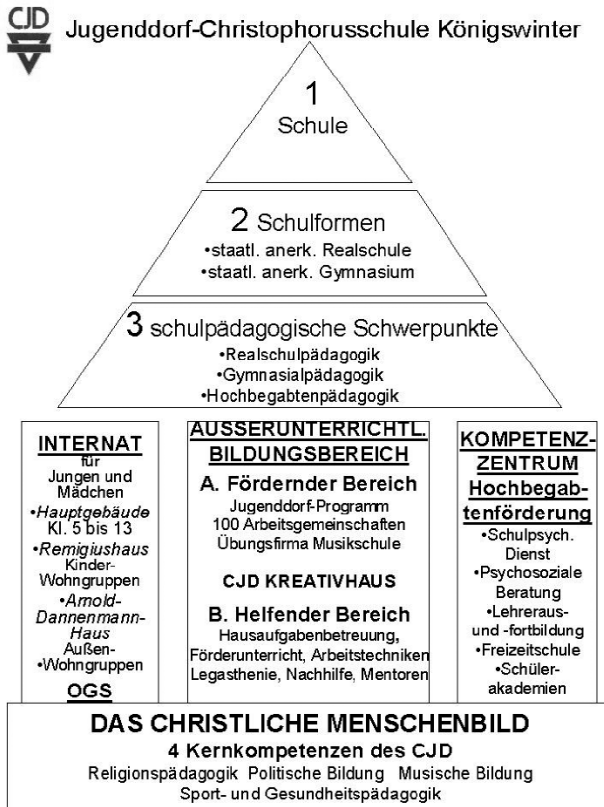 CJD
Jugenddorf-Christophorusschule Königswinter
1
Schule
2 Schulformen
•staatl. anerk. Realschule
•staatl. anerk. Gymnasium
3 schulpädagogische Schwerpunkte
•Realschulpädagogik
•Gymnasialpädagogik
•Hochbegabtenpädagogik
INTERNAT
für
Jungen und
Mädchen
•Hauptgebäude
Kl. 5 bis 13
•Remigiushaus
Kinder-
Wohngruppen
•Arnold-
Dannenmann-
Haus
Außen-
•Wohngruppen
OGS
AUSSERUNTERRICHTL.
BILDUNGSBEREICH
A. Fördernder Bereich
Jugenddorf-Programm
100 Arbeitsgemeinschaften
Übungsfirma Musikschule
CJD KREATIVHAUS
B. Helfender Bereich
Hausaufgabenbetreuung,
Förderunterricht, Arbeitstechniken
Legasthenie, Nachhilfe, Mentoren
KOMPETENZ-
ZENTRUM
Hochbegab-
tenförderung
•Schulpsych.
Dienst
•Psychosoziale
Beratung
•Lehreraus-
und -fortbildung
•Freizeitschule
•Schüler-
akademien
DAS CHRISTLICHE MENSCHENBILD
4 Kernkompetenzen des CJD
Religionspädagogik Politische Bildung Musische Bildung
Sport- und Gesundheitspädagogik